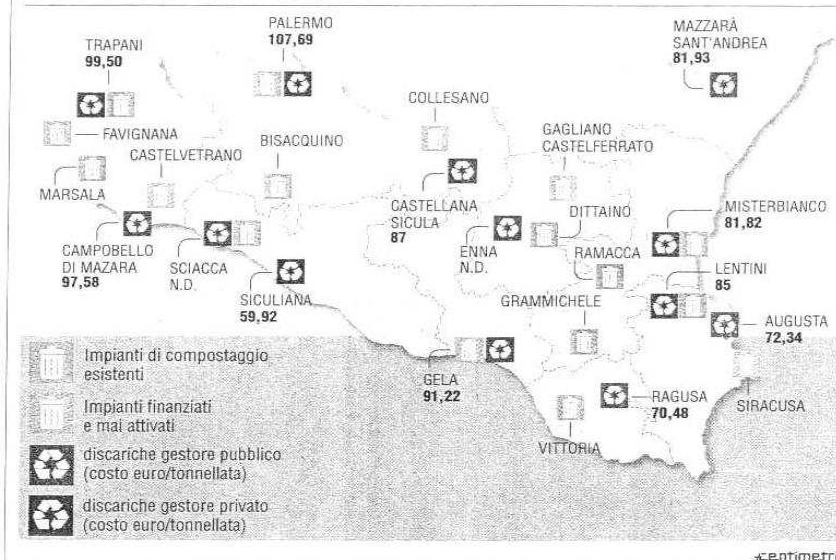 PALERMO
107,69
MAZZARÀ
SANT'ANDREA
81,93
TRAPANI
99,50
COLLESANO
FAVIGNANA
CASTELVETRANO
BISACQUINO
GAGLIANO
CASTELFERRATO
MARSALA
CASTELLANA
SICULA
87
DITTAINO
MISTERBIANCO
81,82
CAMPOBELLO
DI MAZARA
97,58
SCIACCA
N.D.
ENNA
N.D.
RAMACCA
LENTINI
85
SICULIANA
59,92
GRAMMICHELE
AUGUSTA
72,34
GELA
91,22
RAGUSA
70,48
SIRACUSA
VITTORIA
Impianti di compostaggio
esistenti
Impianti finanziati
e mai attivati
discariche gestore pubblico
(costo euro/tonnellata)
discariche gestore privato
(costo euro/tonnellata)